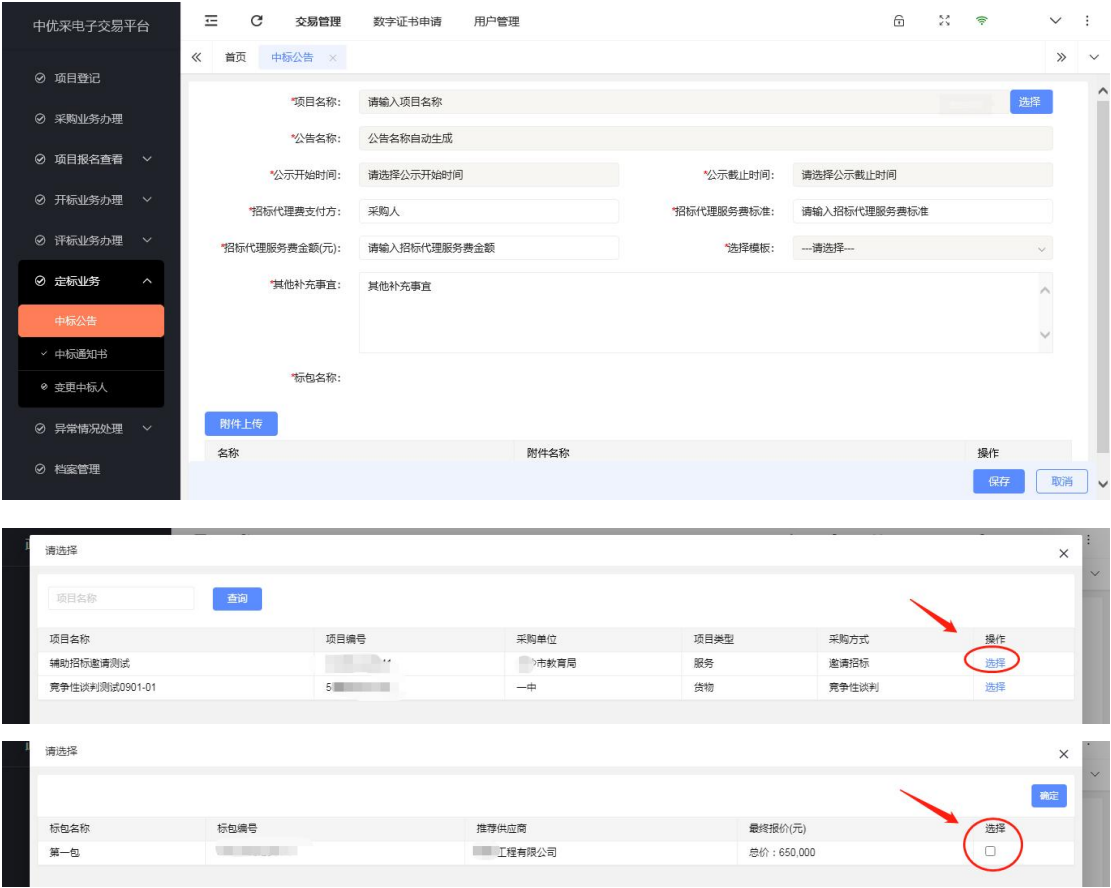 中优采电子交易平台
交易管理 数字证书申请 用户管理
首页 中标公告
项目登记
采购业务办理
项目报名查看
开标业务办理
评标业务办理
定标业务
中标公告
中标通知书
变更中标人
异常情况处理
档案管理
*项目名称: 请输入项目名称 选择
*公告名称: 公告名称自动生成
*公示开始时间: 请选择公示开始时间 *公示截止时间: 请选择公示截止时间
*招标代理费支付方: 采购人 *招标代理服务费标准: 请输入招标代理服务费标准
*招标代理服务费金额(元): 请输入招标代理服务费金额 *选择模板: ---请选择---
*其他补充事宜: 其他补充事宜
*标包名称:
附件上传
名称 附件名称 操作
保存 取消
请选择
项目名称 查询
项目名称 项目编号 采购单位 项目类型 采购方式 操作
辅助招标邀请测试 市教育局 服务 邀请招标 选择
竞争性谈判测试0901-01 5 一中 货物 竞争性谈判 选择
请选择
确定
标包名称 标包编号 推荐供应商 最终报价(元) 选择
第一包 工程有限公司 总价：650,000